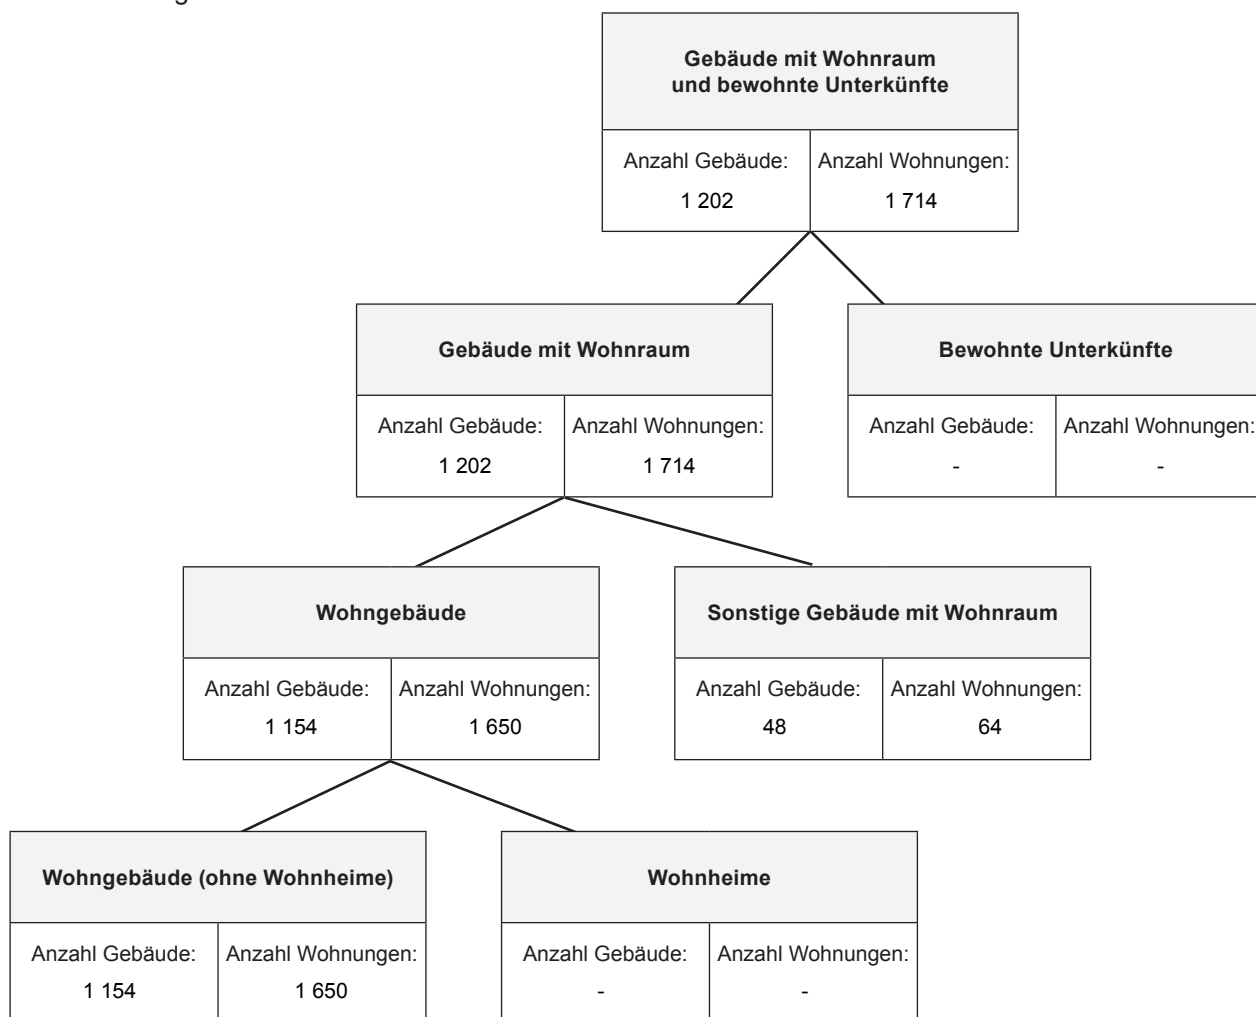 Gebäude mit Wohnraum
und bewohnte Unterkünfte
Anzahl Gebäude: Anzahl Wohnungen:
1 202 1 714
Gebäude mit Wohnraum
Anzahl Gebäude: Anzahl Wohnungen:
1 202 1 714
Bewohnte Unterkünfte
Anzahl Gebäude: Anzahl Wohnungen:
- -
Wohngebäude
Anzahl Gebäude: Anzahl Wohnungen:
1 154 1 650
Sonstige Gebäude mit Wohnraum
Anzahl Gebäude: Anzahl Wohnungen:
48 64
Wohngebäude (ohne Wohnheime)
Anzahl Gebäude: Anzahl Wohnungen:
1 154 1 650
Wohnheime
Anzahl Gebäude: Anzahl Wohnungen:
- -